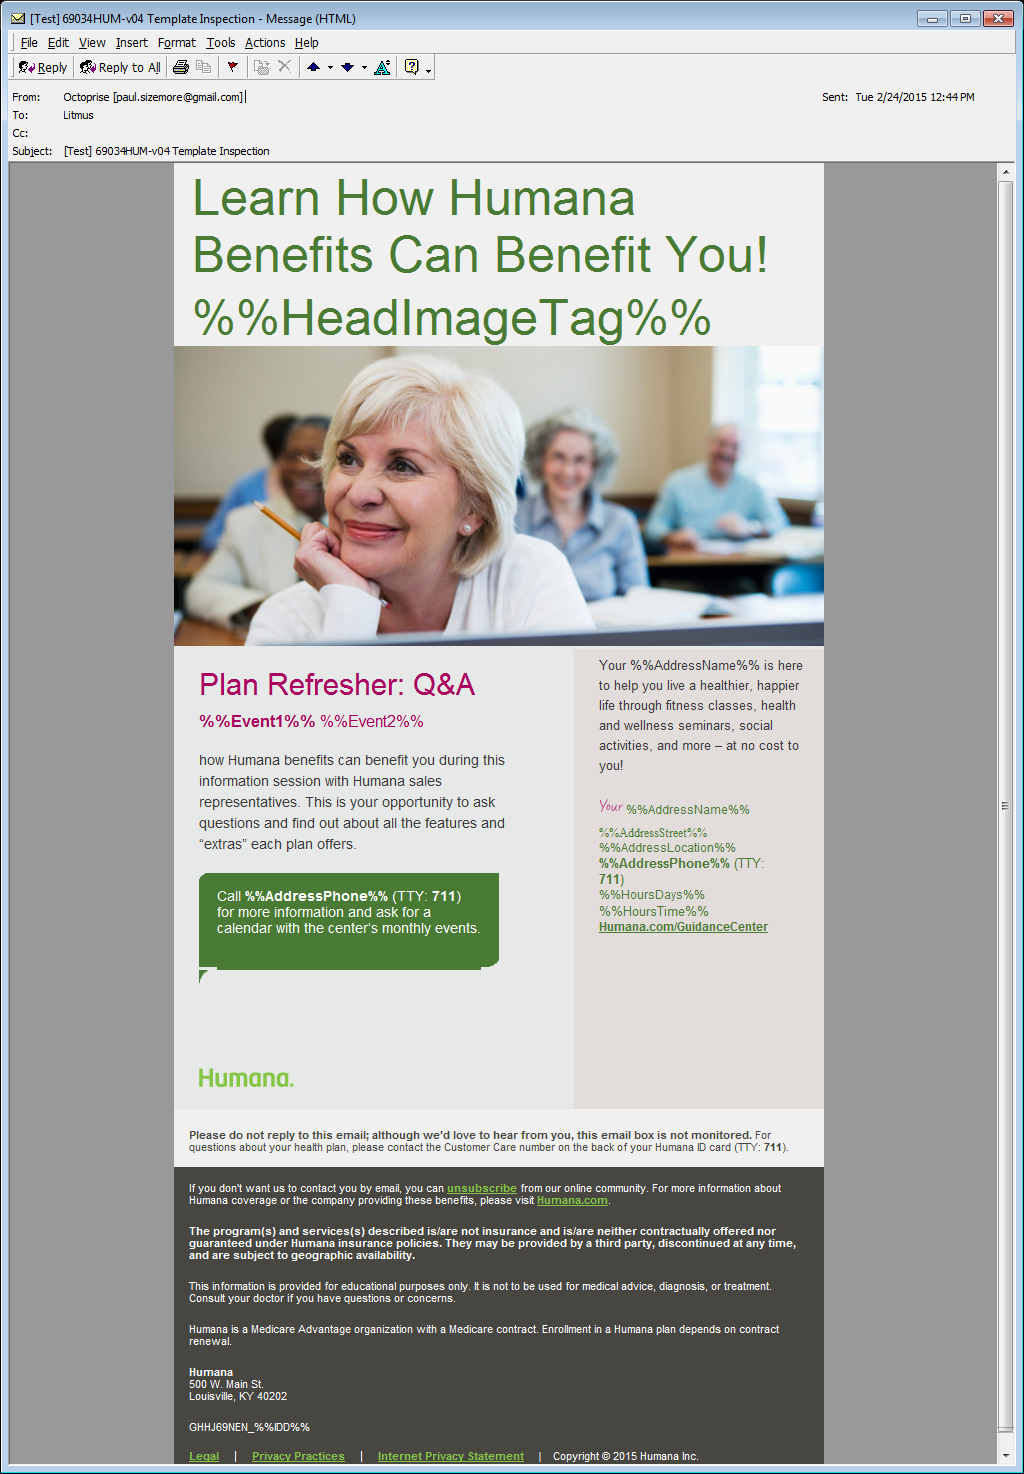 [Test] 69034HUM-v04 Template Inspection - Message (HTML)
File Edit View Insert Format Tools Actions Help
Reply Reply to All
From: Octoprise [paul.sizemore@gmail.com] Sent: Tue 2/24/2015 12:44 PM
To: Litmus
Cc:
Subject: [Test] 69034HUM-v04 Template Inspection
Learn How Humana
Benefits Can Benefit You!
%%HeadImageTag%%
Plan Refresher: Q&A
%%Event1%% %%Event2%%
how Humana benefits can benefit you during this
information session with Humana sales
representatives. This is your opportunity to ask
questions and find out about all the features and
“extras” each plan offers.
Call %%AddressPhone%% (TTY: 711)
for more information and ask for a
calendar with the center’s monthly events.
Humana.
Your %%AddressName%% is here
to help you live a healthier, happier
life through fitness classes, health
and wellness seminars, social
activities, and more – at no cost to
you!
Your %%AddressName%%
%%AddressStreet%%
%%AddressLocation%%
%%AddressPhone%% (TTY:
711)
%%HoursDays%%
%%HoursTime%%
Humana.com/GuidanceCenter
Please do not reply to this email; although we'd love to hear from you, this email box is not monitored. For
questions about your health plan, please contact the Customer Care number on the back of your Humana ID card (TTY: 711).
If you don't want us to contact you by email, you can unsubscribe from our online community. For more information about
Humana coverage or the company providing these benefits, please visit Humana.com.
The program(s) and services(s) described is/are not insurance and is/are neither contractually offered nor
guaranteed under Humana insurance policies. They may be provided by a third party, discontinued at any time,
and are subject to geographic availability.
This information is provided for educational purposes only. It is not to be used for medical advice, diagnosis, or treatment.
Consult your doctor if you have questions or concerns.
Humana is a Medicare Advantage organization with a Medicare contract. Enrollment in a Humana plan depends on contract
renewal.
Humana
500 W. Main St.
Louisville, KY 40202
GHHJ69NEN_%%IDD%%
Legal | Privacy Practices | Internet Privacy Statement | Copyright © 2015 Humana Inc.